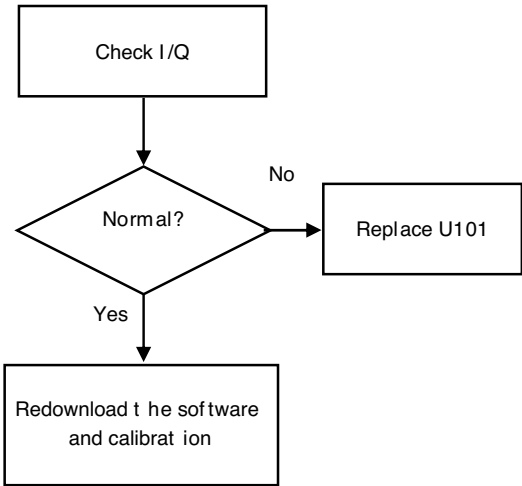 Check I/Q
No
Normal?
Replace U101
Yes
Redownload the software
and calibration